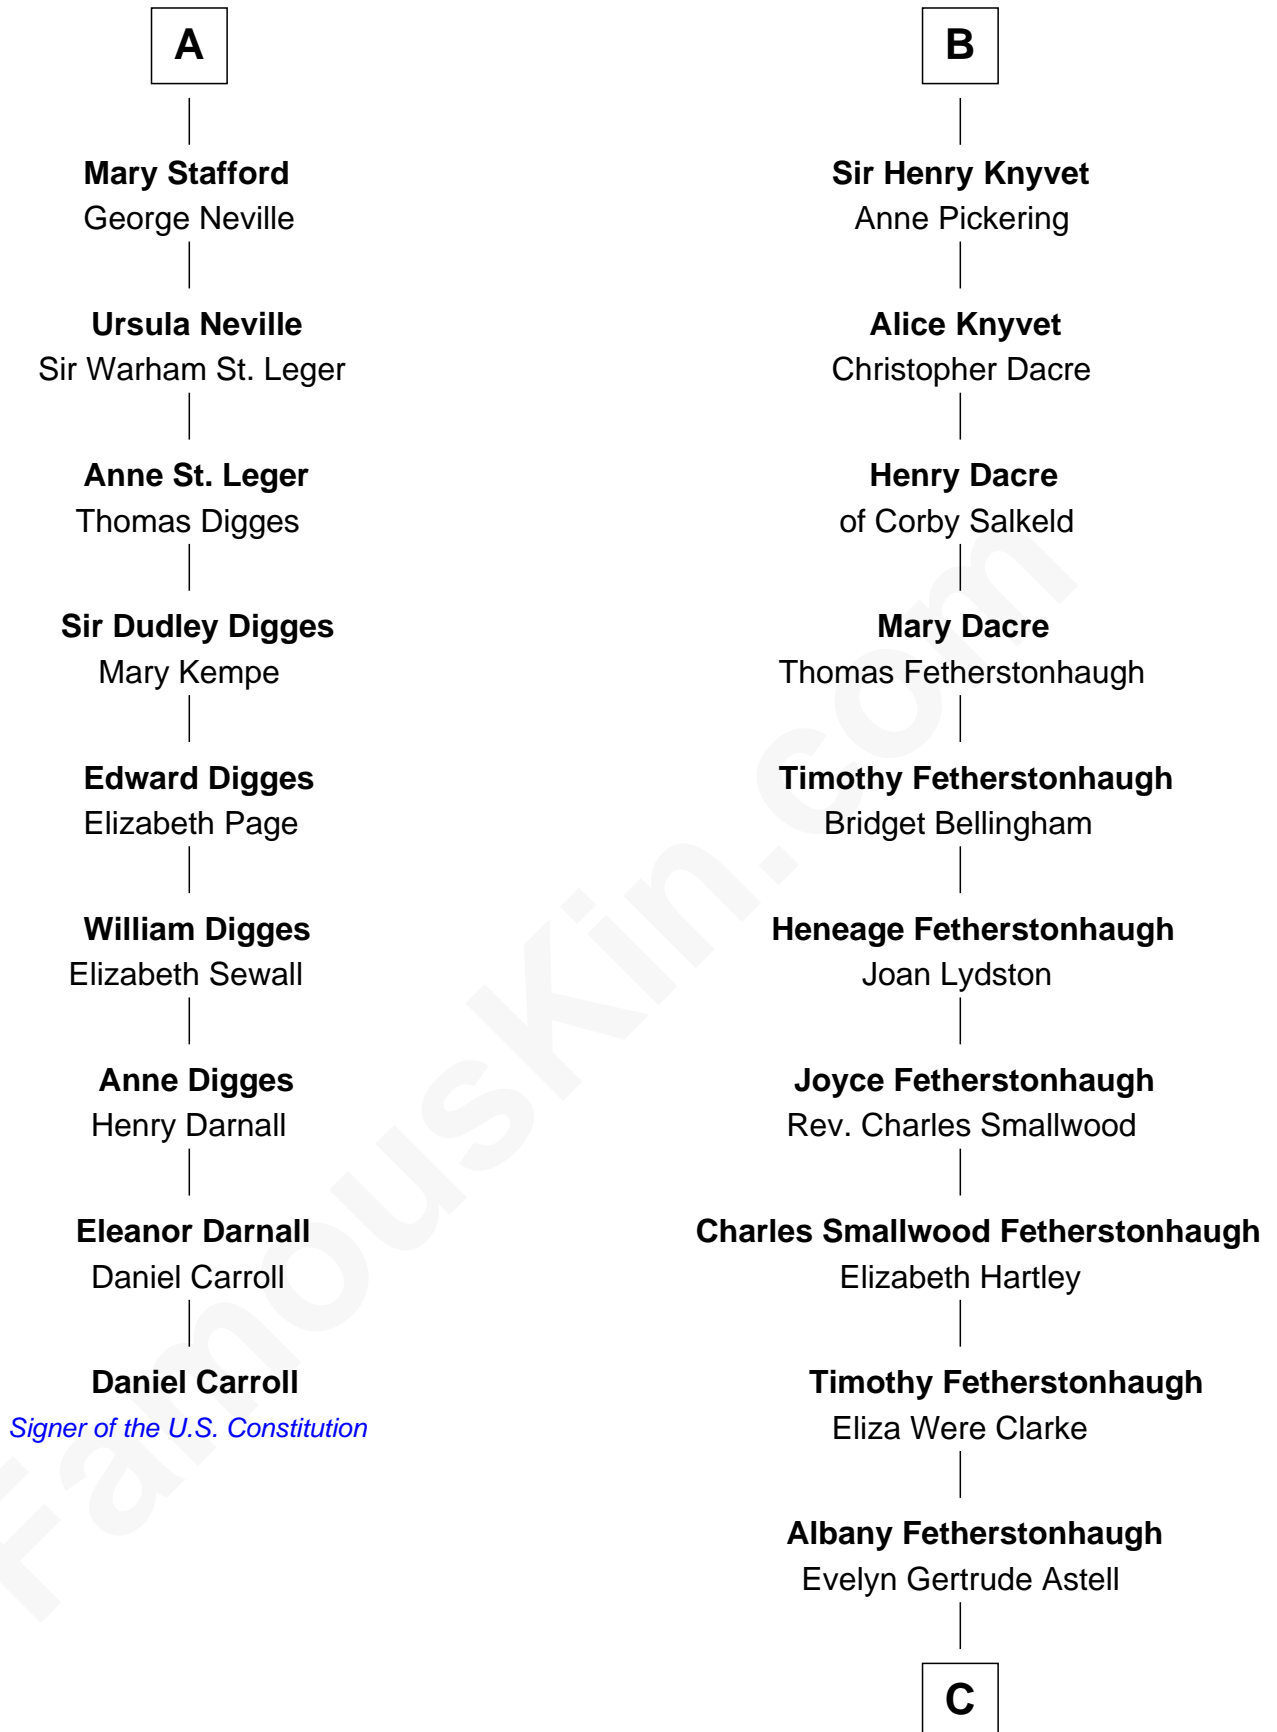 A
Mary Stafford
George Neville
Ursula Neville
Sir Warham St. Leger
Anne St. Leger
Thomas Digges
Sir Dudley Digges
Mary Kempe
Edward Digges
Elizabeth Page
William Digges
Elizabeth Sewall
Anne Digges
Henry Darnall
Eleanor Darnall
Daniel Carroll
Daniel Carroll
Signer of the U.S. Constitution
B
Sir Henry Knyvet
Anne Pickering
Alice Knyvet
Christopher Dacre
Henry Dacre
of Corby Salkeld
Mary Dacre
Thomas Fetherstonhaugh
Timothy Fetherstonhaugh
Bridget Bellingham
Heneage Fetherstonhaugh
Joan Lydston
Joyce Fetherstonhaugh
Rev. Charles Smallwood
Charles Smallwood Fetherstonhaugh
Elizabeth Hartley
Timothy Fetherstonhaugh
Eliza Were Clarke
Albany Fetherstonhaugh
Evelyn Gertrude Astell
C
FamousKin.com